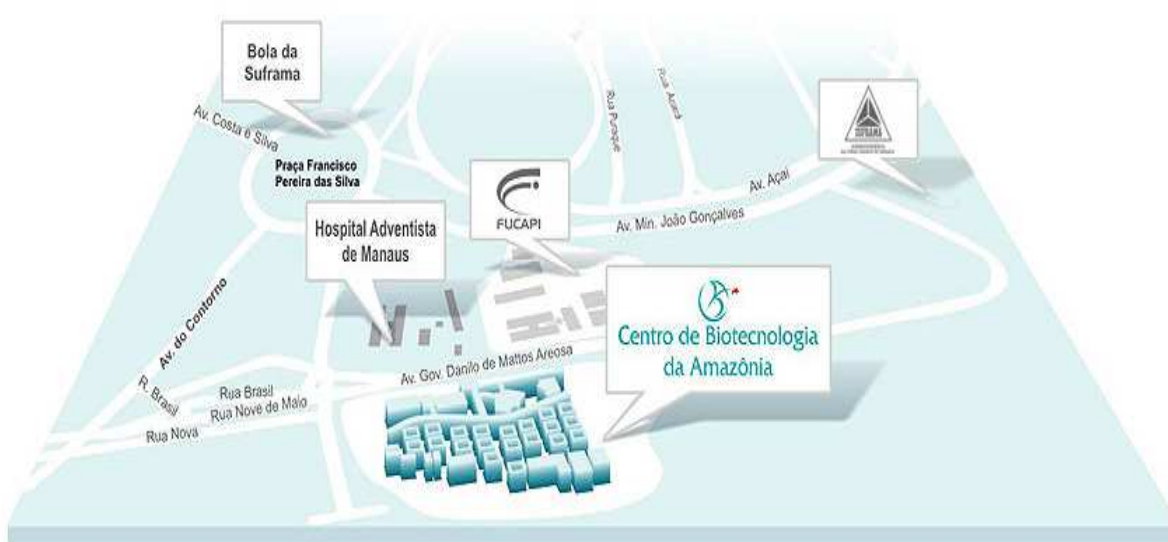 Bola da
Suframa
Av. Costa e Silva
Praça Francisco
Pereira das Silva
Rua Puraque
Rua Acará
SUFRAMA
Av. Açaí
Av. Min. João Gonçalves
FUCAPI
Hospital Adventista
de Manaus
Centro de Biotecnologia
da Amazônia
Av. do Contorno
Av. Gov. Danilo de Mattos Areosa
R. Brasil
Rua Brasil
Rua Nove de Maio
Rua Nova